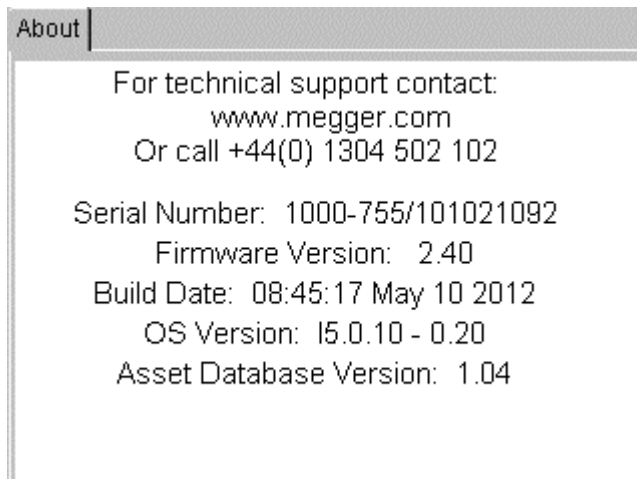 About
For technical support contact:
www.megger.com
Or call +44(0) 1304 502 102
Serial Number: 1000-755/101021092
Firmware Version: 2.40
Build Date: 08:45:17 May 10 2012
OS Version: I5.0.10 - 0.20
Asset Database Version: 1.04